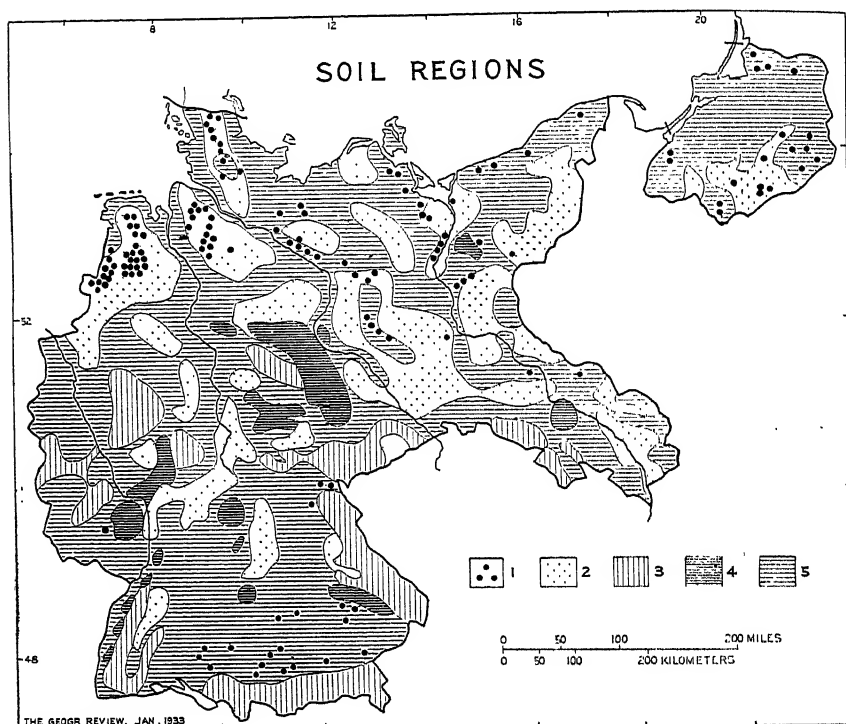 8 12 16 20
SOIL REGIONS
52
1 2 3 4 5
0 50 100 200 MILES
0 50 100 200 KILOMETERS
48
THE GEOGR REVIEW, JAN. 1933